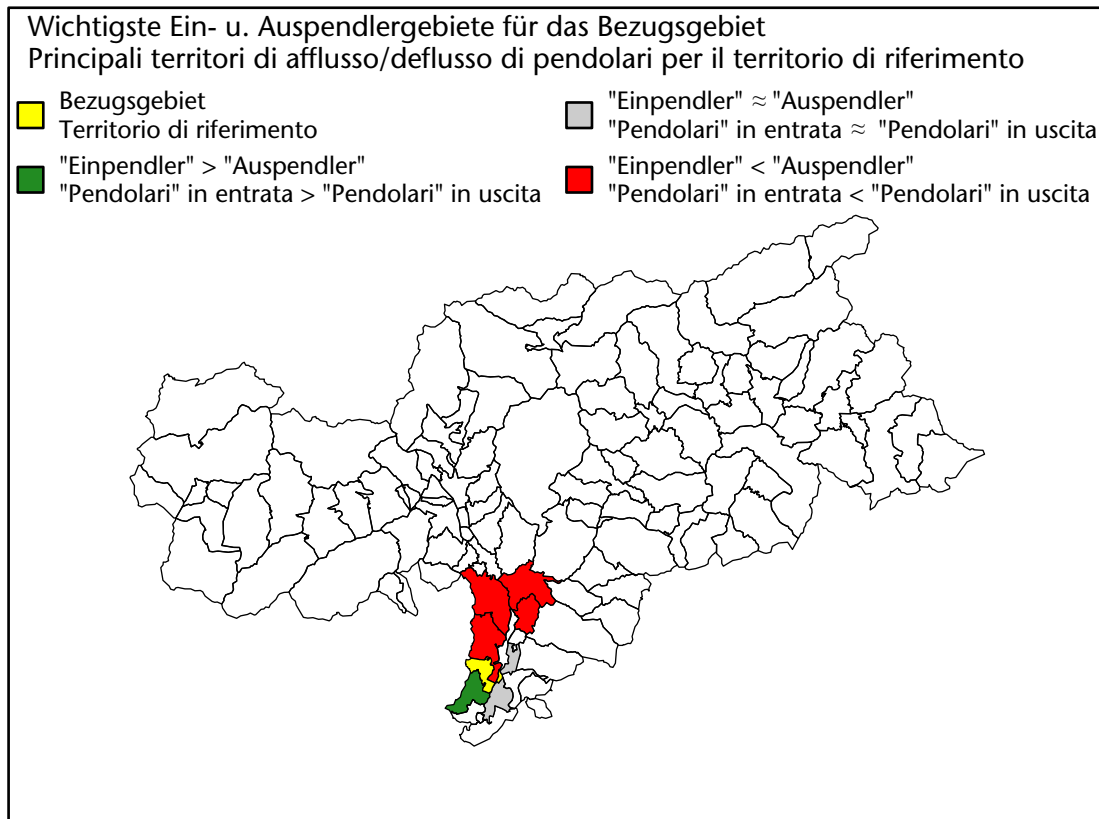 Wichtigste Ein- u. Auspendlergebiete für das Bezugsgebiet
Principali territori di afflusso/deflusso di pendolari per il territorio di riferimento
Bezugsgebiet
Territorio di riferimento
"Einpendler" > "Auspendler"
"Pendolari" in entrata > "Pendolari" in uscita
"Einpendler" ≈ "Auspendler"
"Pendolari" in entrata ≈ "Pendolari" in uscita
"Einpendler" < "Auspendler"
"Pendolari" in entrata < "Pendolari" in uscita